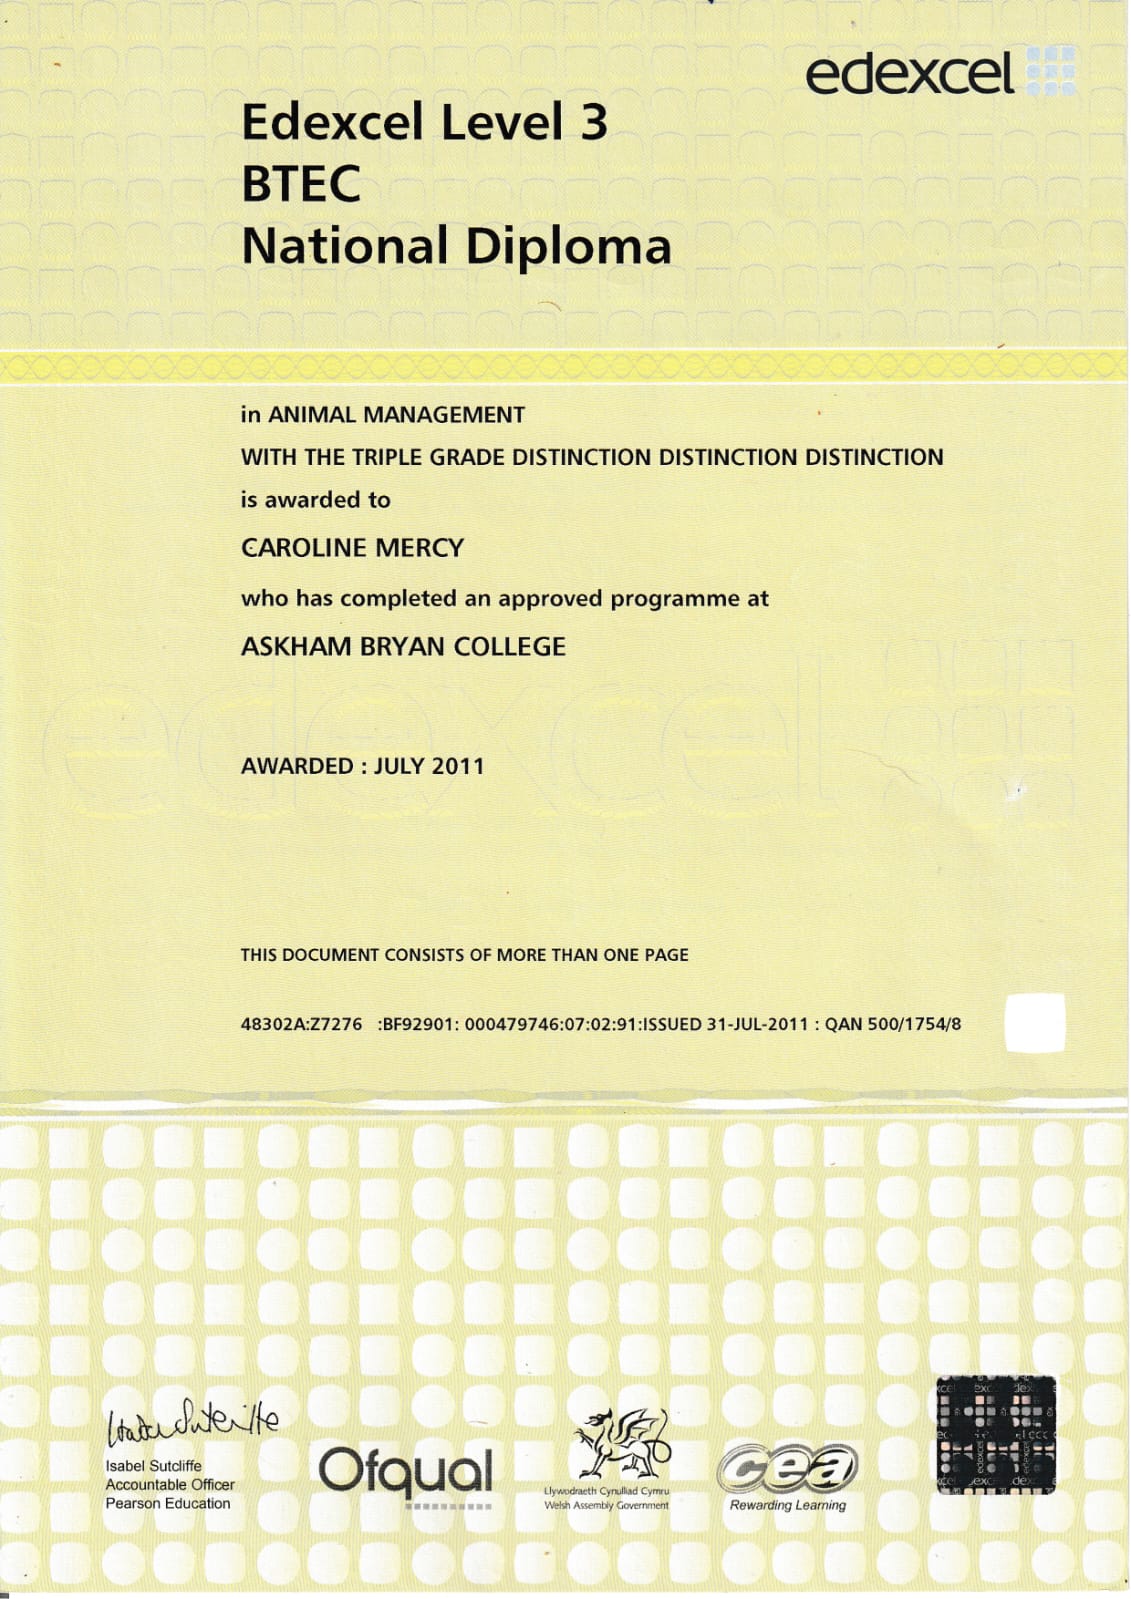 edexcel
Edexcel Level 3
BTEC
National Diploma
in ANIMAL MANAGEMENT
WITH THE TRIPLE GRADE DISTINCTION DISTINCTION DISTINCTION
is awarded to
CAROLINE MERCY
who has completed an approved programme at
ASKHAM BRYAN COLLEGE
edexcel
AWARDED : JULY 2011
THIS DOCUMENT CONSISTS OF MORE THAN ONE PAGE
48302A:Z7276 :BF92901: 000479746:07:02:91:ISSUED 31-JUL-2011 : QAN 500/1754/8
Isabel Sutcliffe
Accountable Officer
Pearson Education
Ofqual
Llywodraeth Cynulliad Cymru
Welsh Assembly Government
cea
Rewarding Learning
edexcel